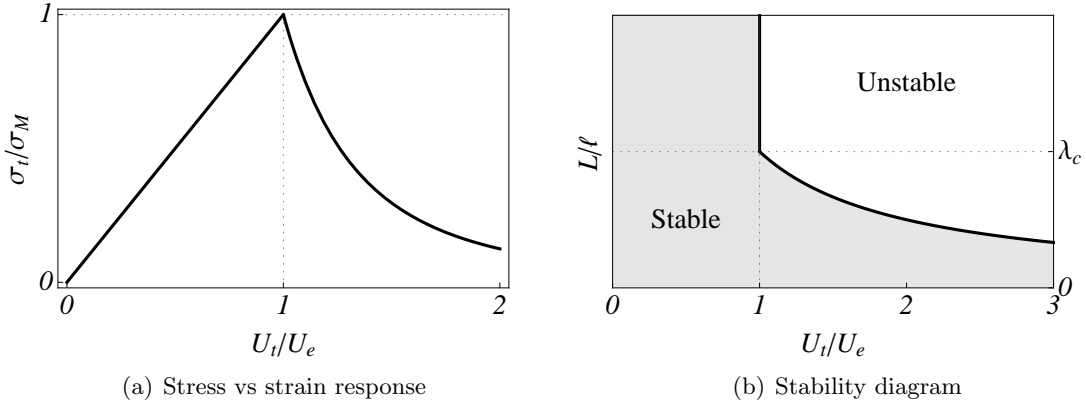 1
σ_t/σ_M
0
0 1 2
U_t/U_e
(a) Stress vs strain response
Unstable
L/ℓ
λ_c
Stable
0
0 1 2 3
U_t/U_e
(b) Stability diagram